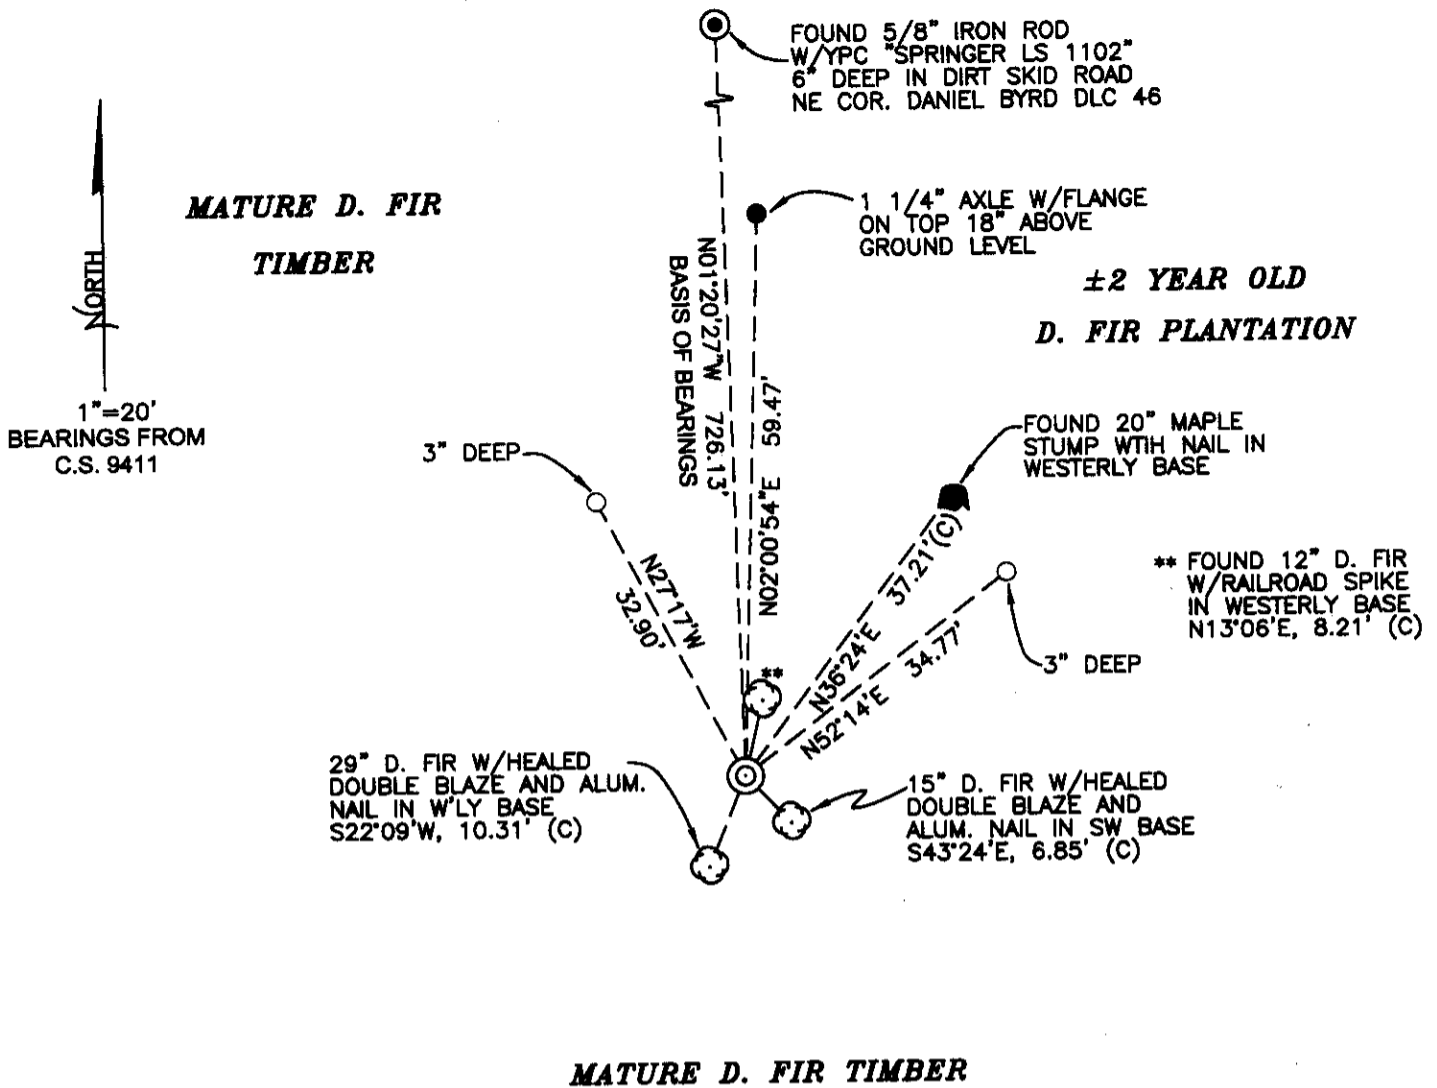 FOUND 5/8" IRON ROD
W/YPC "SPRINGER LS 1102"
6" DEEP IN DIRT SKID ROAD
NE COR. DANIEL BYRD DLC 46
MATURE D. FIR
TIMBER
1 1/4" AXLE W/FLANGE
ON TOP 18" ABOVE
GROUND LEVEL
±2 YEAR OLD
D. FIR PLANTATION
NORTH
1"=20'
BEARINGS FROM
C.S. 9411
N01°20'27"W 726.13'
BASIS OF BEARINGS
N02°00'54"E 59.47'
3" DEEP
N27°17'W
32.90'
FOUND 20" MAPLE
STUMP WTIH NAIL IN
WESTERLY BASE
N36°24'E 37.21'(C)
N52°14'E 34.77'
3" DEEP
** FOUND 12" D. FIR
W/RAILROAD SPIKE
IN WESTERLY BASE
N13°06'E, 8.21' (C)
**
29" D. FIR W/HEALED
DOUBLE BLAZE AND ALUM.
NAIL IN W'LY BASE
S22°09'W, 10.31' (C)
15" D. FIR W/HEALED
DOUBLE BLAZE AND
ALUM. NAIL IN SW BASE
S43°24'E, 6.85' (C)
MATURE D. FIR TIMBER